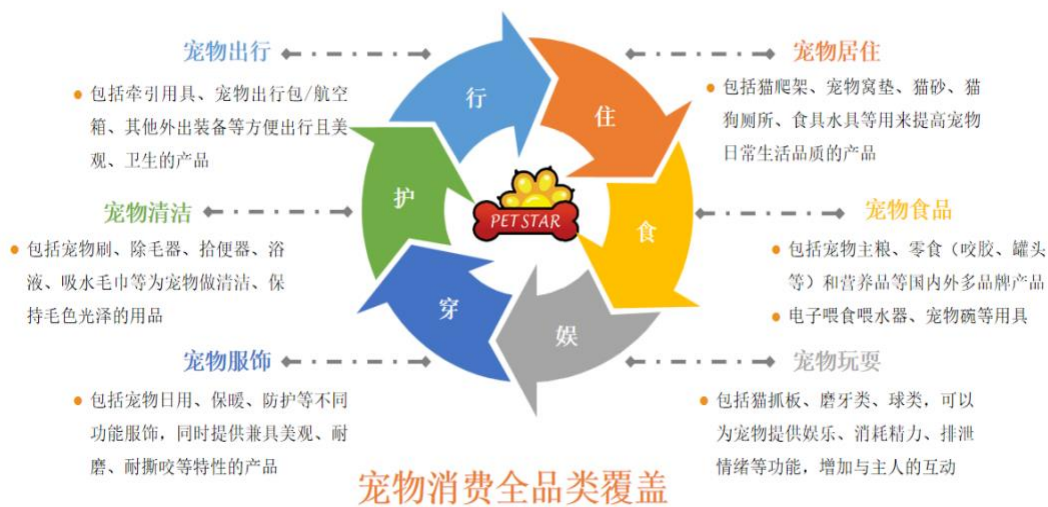 宠物出行
包括牵引用具、宠物出行包/航空
箱、其他外出装备等方便出行且美
观、卫生的产品
宠物居住
包括猫爬架、宠物窝垫、猫砂、猫
狗厕所、食具水具等用来提高宠物
日常生活品质的产品
宠物清洁
包括宠物刷、除毛器、拾便器、浴
液、吸水毛巾等为宠物做清洁、保
持毛色光泽的用品
宠物食品
包括宠物主粮、零食（咬胶、罐头
等）和营养品等国内外多品牌产品
电子喂食喂水器、宠物碗等用具
宠物服饰
包括宠物日用、保暖、防护等不同
功能服饰，同时提供兼具美观、耐
磨、耐撕咬等特性的产品
宠物玩耍
包括猫抓板、磨牙类、球类，可以
为宠物提供娱乐、消耗精力、排泄
情绪等功能，增加与主人的互动
行
住
食
娱
穿
护
PET STAR
宠物消费全品类覆盖